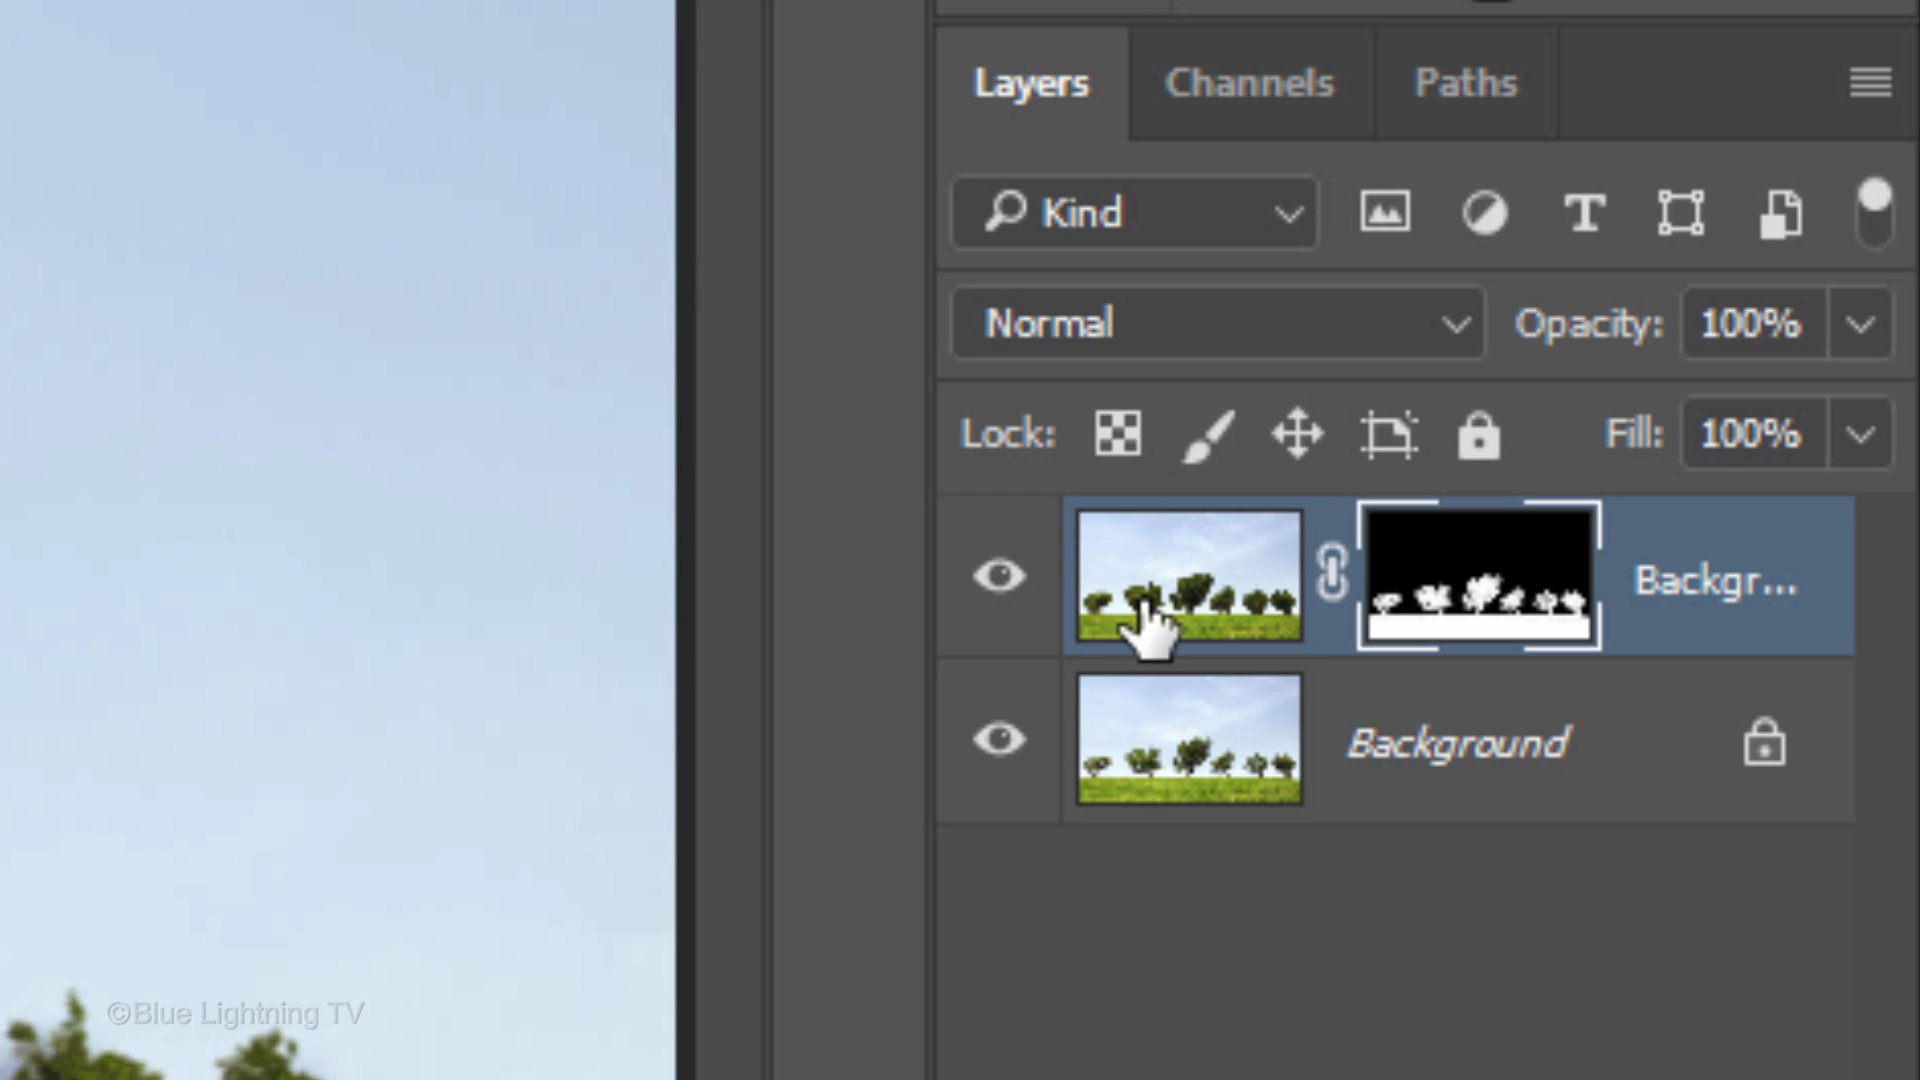 Layers Channels Paths
Kind
Normal Opacity: 100%
Lock: Fill: 100%
Backgr...
Background
©Blue Lightning TV